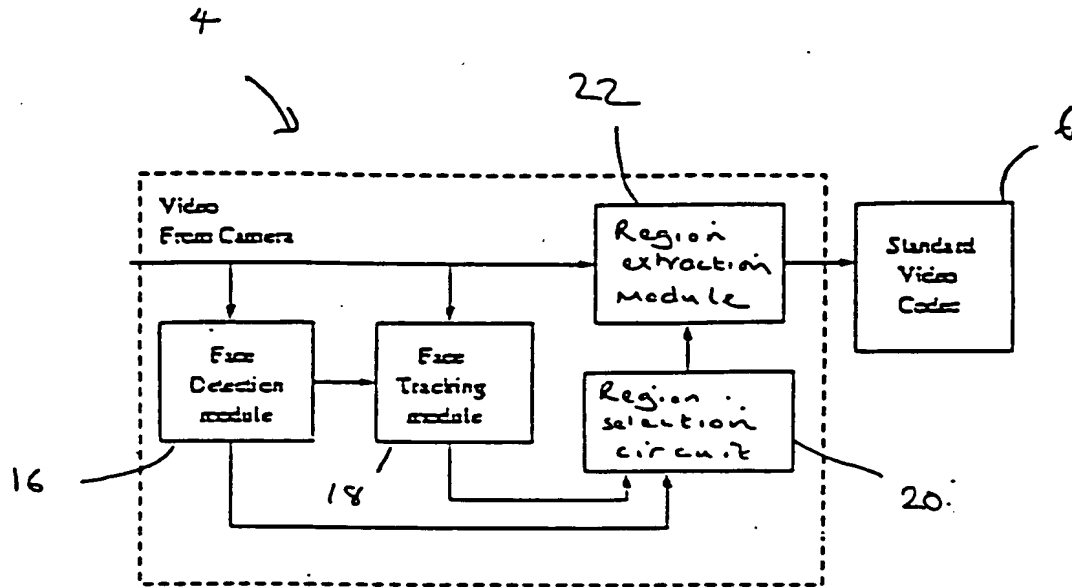 4
22
6
Video
From Camera
Region
extraction
module
Standard
Video
Codec
Face
Detection
module
Face
Tracking
module
Region
selection
circuit
16
18
20